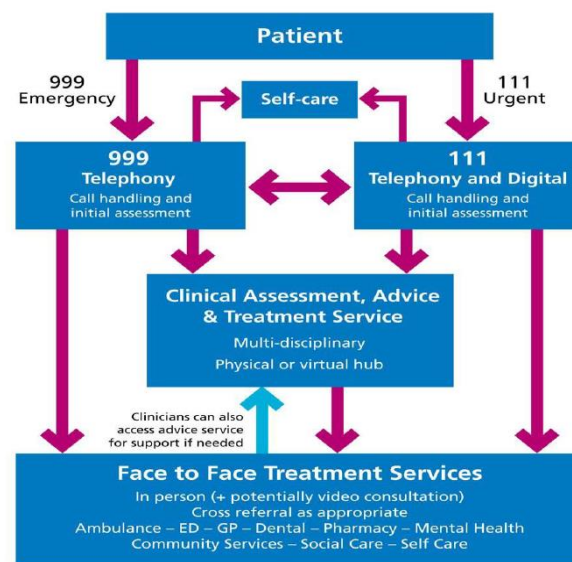 Patient
999
Emergency
111
Urgent
Self-care
999
Telephony
Call handling and
initial assessment
111
Telephony and Digital
Call handling and
initial assessment
Clinical Assessment, Advice
& Treatment Service
Multi-disciplinary
Physical or virtual hub
Clinicians can also
access advice service
for support if needed
Face to Face Treatment Services
In person (+ potentially video consultation)
Cross referral as appropriate
Ambulance – ED – GP – Dental – Pharmacy – Mental Health
Community Services – Social Care – Self Care